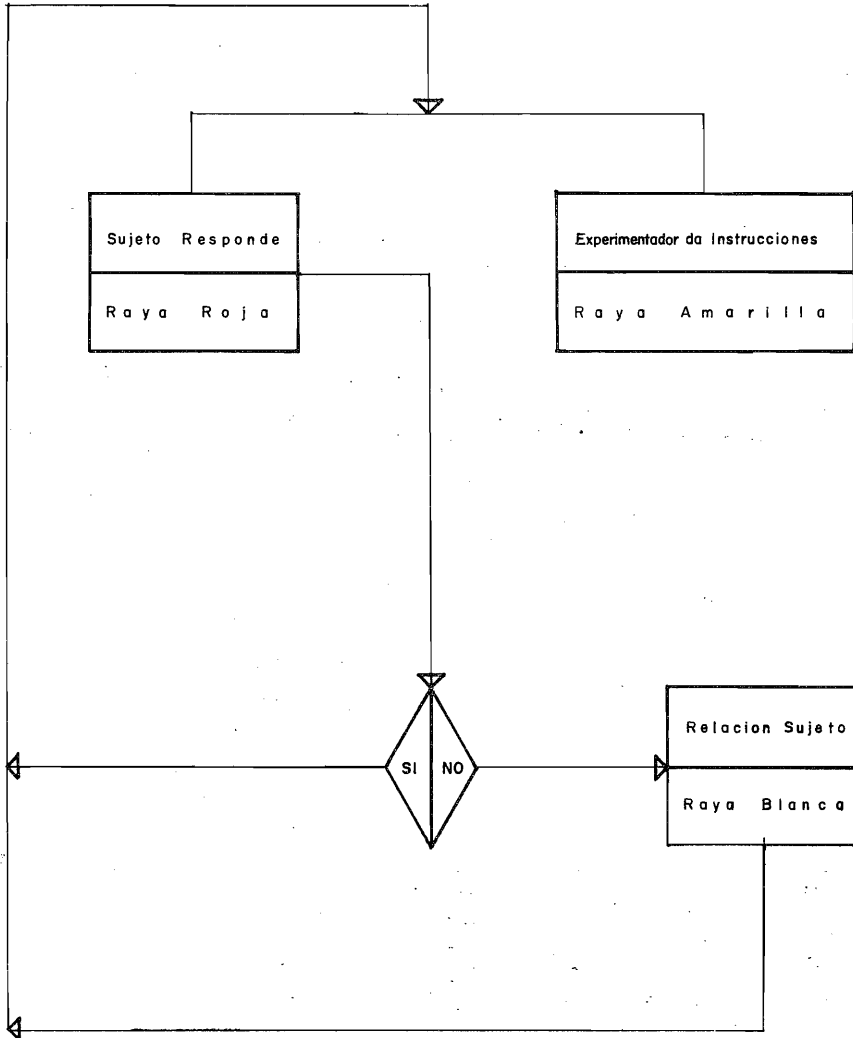 Sujeto Responde
Raya Roja
Experimentador da Instrucciones
Raya Amarilla
SI
NO
Relacion Sujeto
Raya Blanca